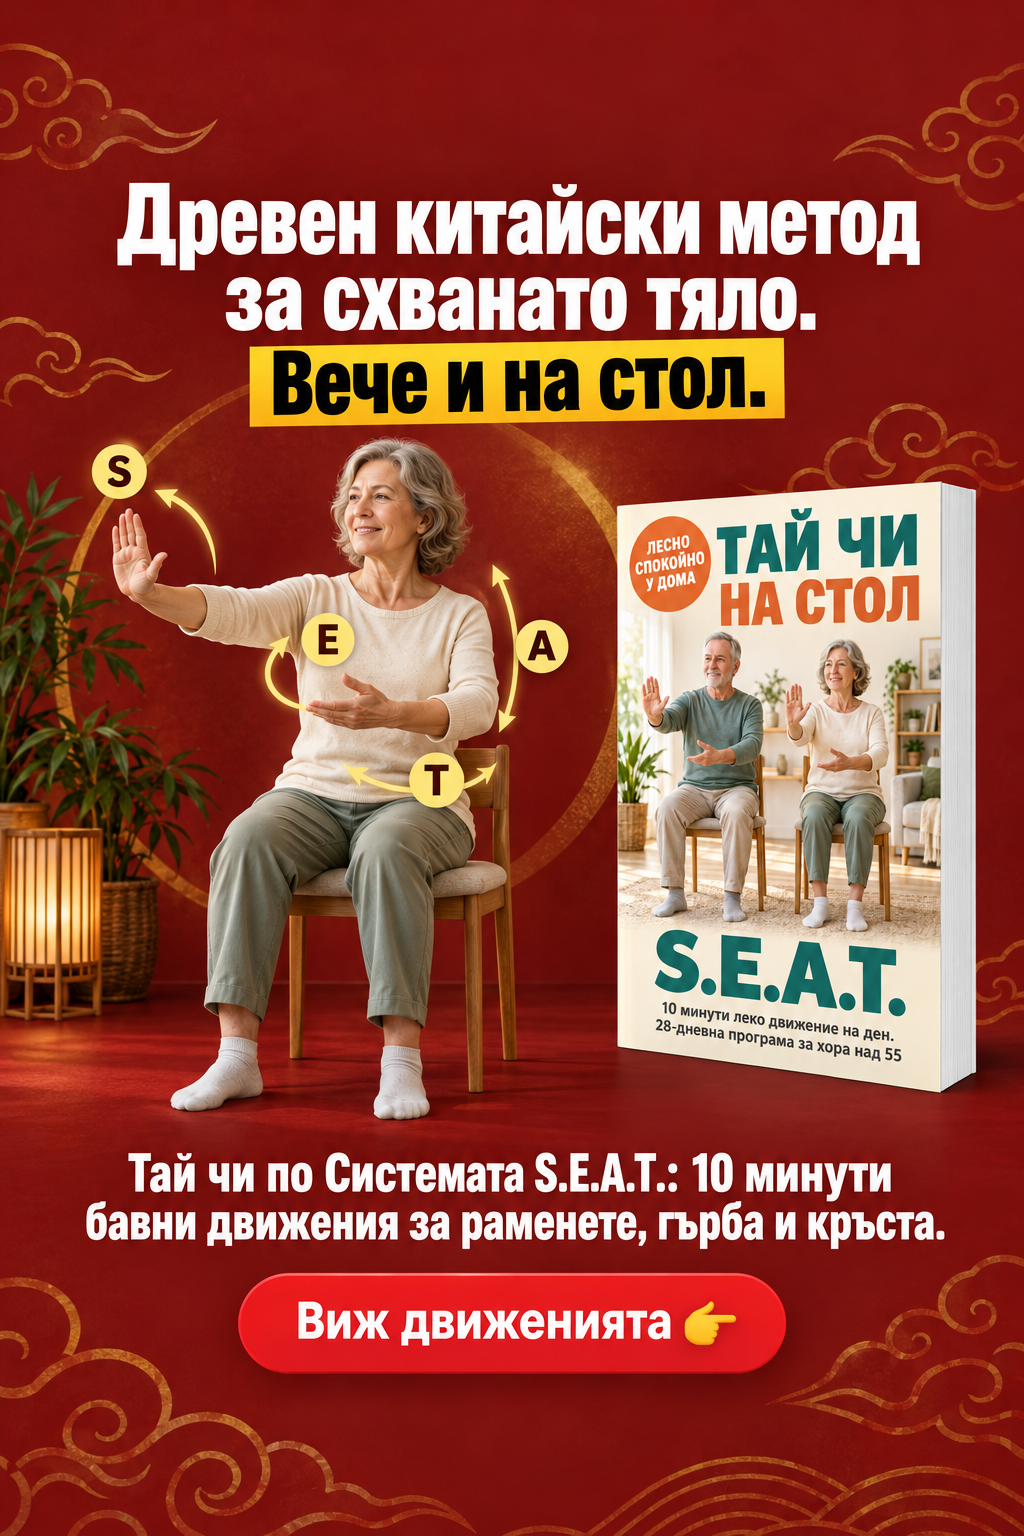 Древен китайски метод
за схванато тяло.
Вече и на стол.
S
E
A
T
ЛЕСНО
СПОКОЙНО
У ДОМА
ТАЙ ЧИ
НА СТОЛ
S.E.A.T.
10 минути леко движение на ден.
28-дневна програма за хора над 55
Тай чи по Системата S.E.A.T.: 10 минути
бавни движения за раменете, гърба и кръста.
Виж движенията 👉